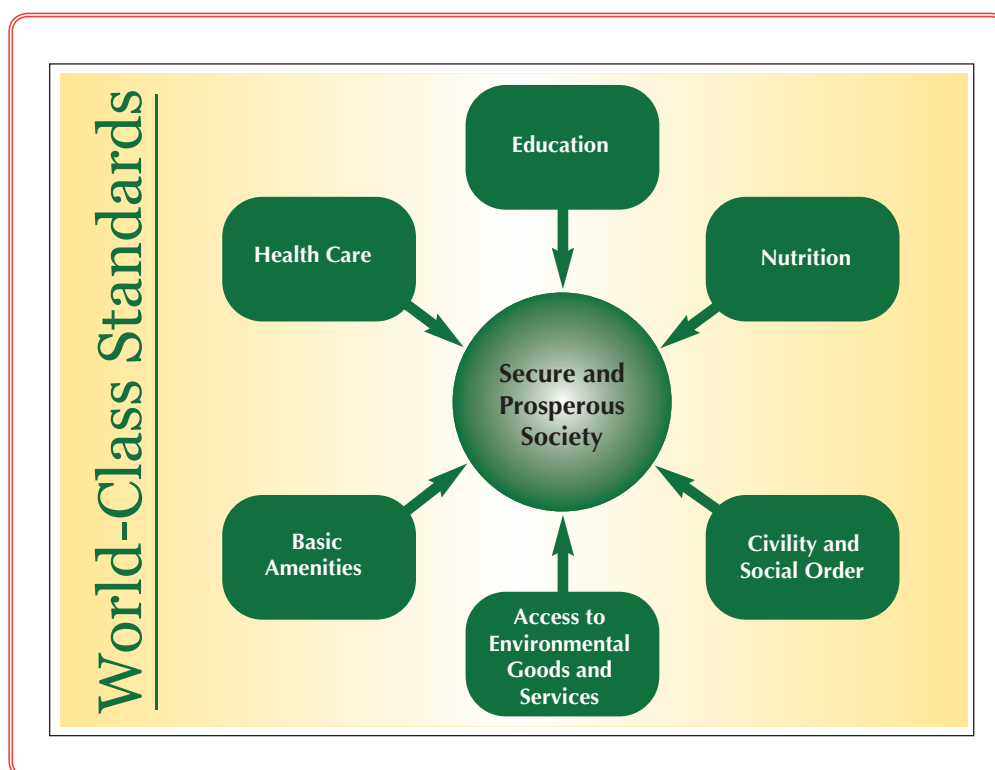 World-Class Standards
Education
Health Care
Nutrition
Secure and
Prosperous
Society
Basic
Amenities
Civility and
Social Order
Access to
Environmental
Goods and
Services